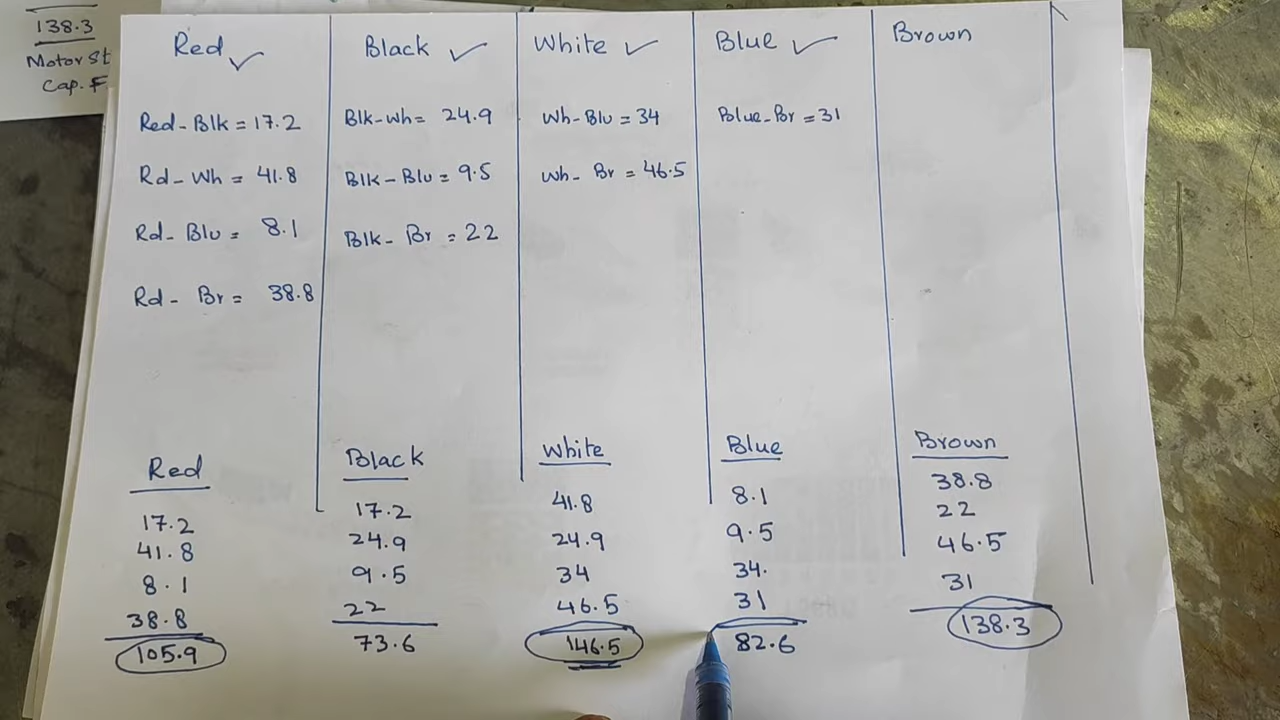 138.3
Motor St
Cap. F
Red
Red-Blk = 17.2
Rd-Wh = 41.8
Rd-Blu = 8.1
Rd-Br = 38.8
Black
Blk-Wh = 24.9
Blk-Blu = 9.5
Blk-Br = 22
White
Wh-Blu = 34
Wh-Br = 46.5
Blue
Blue-Br = 31
Brown
Red
17.2
41.8
8.1
38.8
105.9
Black
17.2
24.9
9.5
22
73.6
White
41.8
24.9
34
46.5
146.5
Blue
8.1
9.5
34.
31
82.6
Brown
38.8
22
46.5
31
138.3